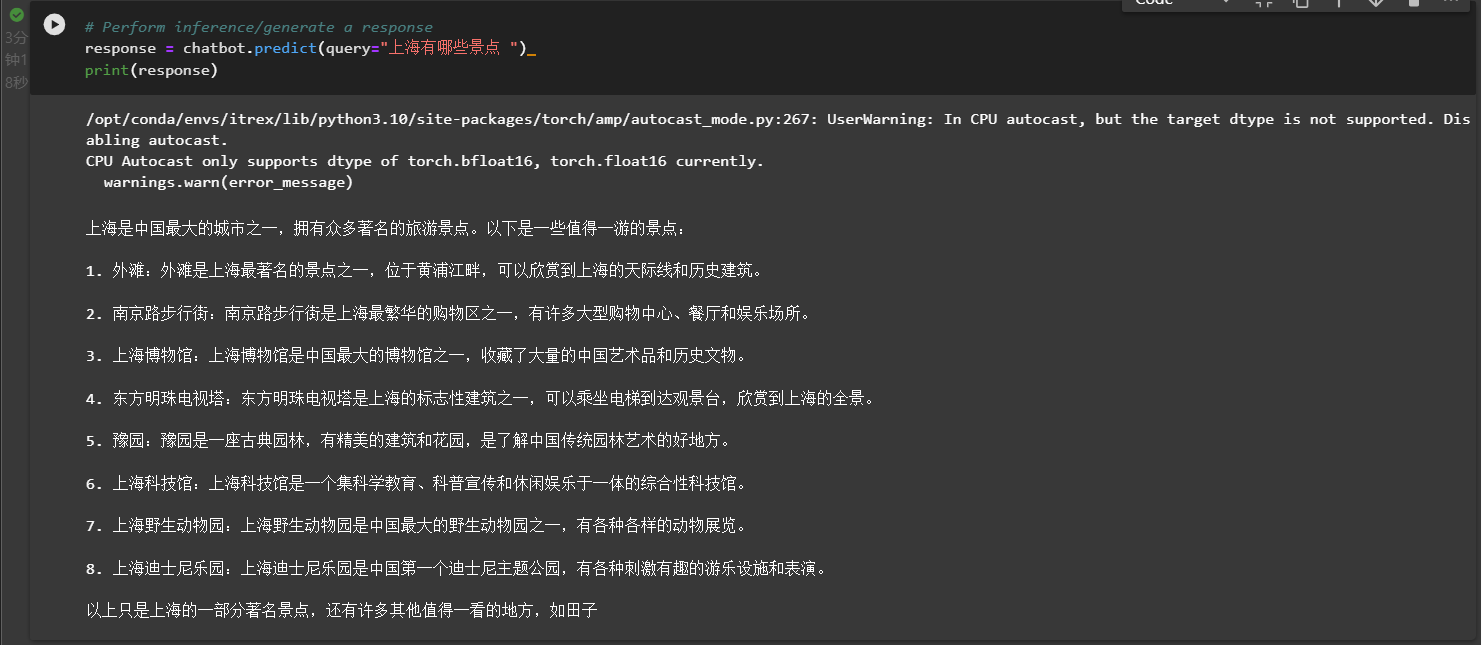 Code
3分
钟1
8秒
# Perform inference/generate a response
response = chatbot.predict(query="上海有哪些景点 ")_
print(response)
/opt/conda/envs/itrex/lib/python3.10/site-packages/torch/amp/autocast_mode.py:267: UserWarning: In CPU autocast, but the target dtype is not supported. Dis
abling autocast.
CPU Autocast only supports dtype of torch.bfloat16, torch.float16 currently.
warnings.warn(error_message)
上海是中国最大的城市之一，拥有众多著名的旅游景点。以下是一些值得一游的景点：
1. 外滩：外滩是上海最著名的景点之一，位于黄浦江畔，可以欣赏到上海的天际线和历史建筑。
2. 南京路步行街：南京路步行街是上海最繁华的购物区之一，有许多大型购物中心、餐厅和娱乐场所。
3. 上海博物馆：上海博物馆是中国最大的博物馆之一，收藏了大量的中国艺术品和历史文物。
4. 东方明珠电视塔：东方明珠电视塔是上海的标志性建筑之一，可以乘坐电梯到达观景台，欣赏到上海的全景。
5. 豫园：豫园是一座古典园林，有精美的建筑和花园，是了解中国传统园林艺术的好地方。
6. 上海科技馆：上海科技馆是一个集科学教育、科普宣传和休闲娱乐于一体的综合性科技馆。
7. 上海野生动物园：上海野生动物园是中国最大的野生动物园之一，有各种各样的动物展览。
8. 上海迪士尼乐园：上海迪士尼乐园是中国第一个迪士尼主题公园，有各种刺激有趣的游乐设施和表演。
以上只是上海的一部分著名景点，还有许多其他值得一看的地方，如田子